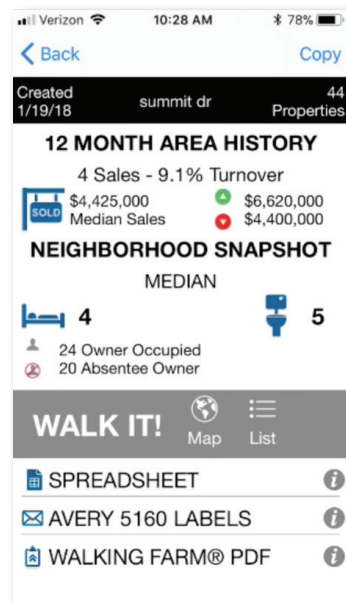 Verizon 10:28 AM 78%
Back Copy
Created 44
1/19/18 summit dr Properties
12 MONTH AREA HISTORY
4 Sales - 9.1% Turnover
SOLD $4,425,000 $6,620,000
Median Sales $4,400,000
NEIGHBORHOOD SNAPSHOT
MEDIAN
4 5
24 Owner Occupied
20 Absentee Owner
WALK IT! Map List
SPREADSHEET i
AVERY 5160 LABELS i
WALKING FARM® PDF i